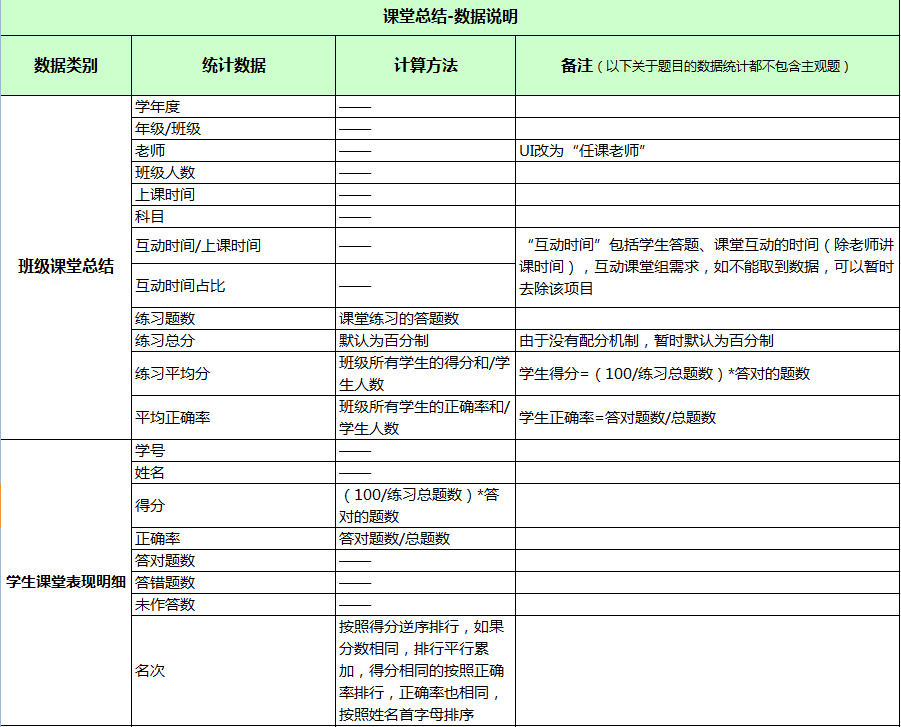 课堂总结-数据说明
数据类别
统计数据
计算方法
备注（以下关于题目的数据统计都不包含主观题）
班级课堂总结
学年度
——
年级/班级
——
老师
——
UI改为“任课老师”
班级人数
——
上课时间
——
科目
——
互动时间/上课时间
——
“互动时间”包括学生答题、课堂互动的时间（除老师讲
课时间），互动课堂组需求，如不能取到数据，可以暂时
去除该项目
互动时间占比
——
练习题数
课堂练习的答题数
练习总分
默认为百分制
由于没有配分机制，暂时默认为百分制
练习平均分
班级所有学生的得分和/学
生人数
学生得分=（100/练习总题数）*答对的题数
平均正确率
班级所有学生的正确率和/
学生人数
学生正确率=答对题数/总题数
学生课堂表现明细
学号
——
姓名
——
得分
（100/练习总题数）*答
对的题数
正确率
答对题数/总题数
答对题数
——
答错题数
——
未作答数
——
名次
按照得分逆序排行，如果
分数相同，排行平行累
加，得分相同的按照正确
率排行，正确率也相同，
按照姓名首字母排序